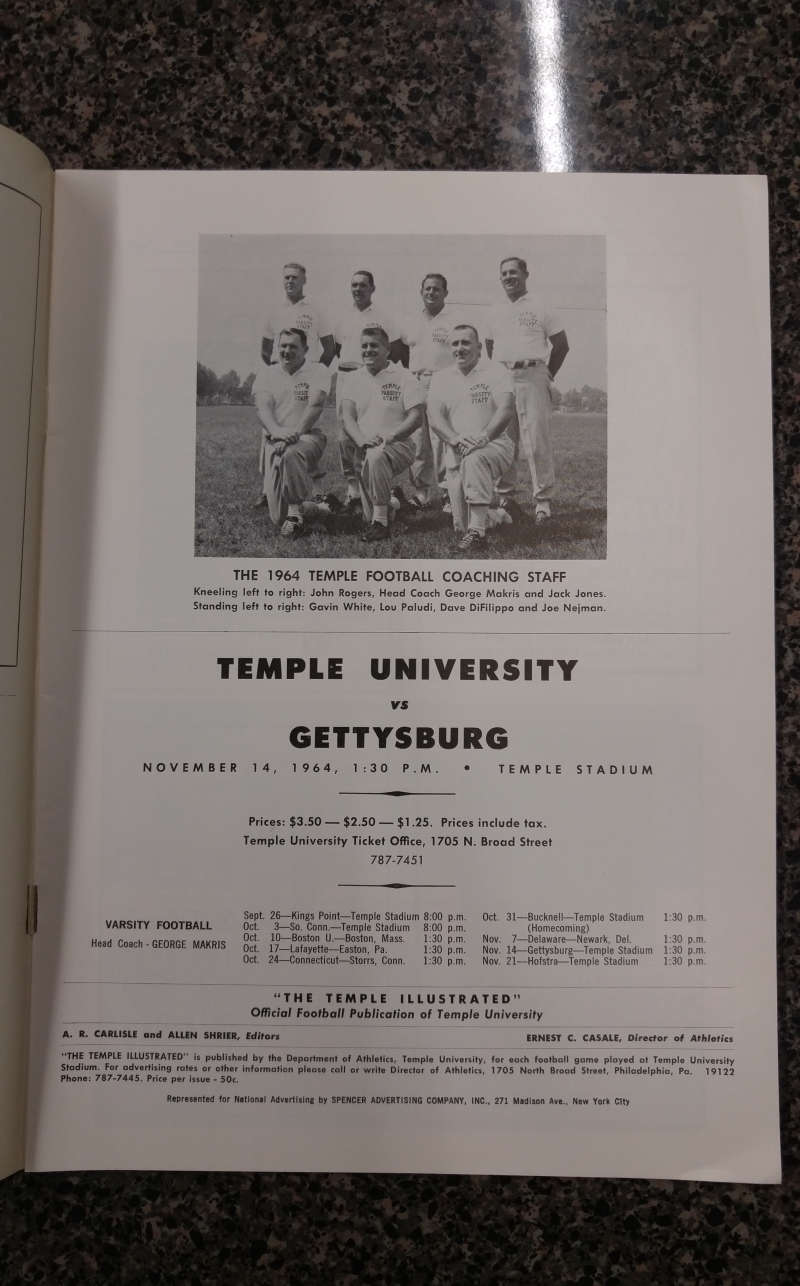 TEMPLE VARSITY STAFF
THE 1964 TEMPLE FOOTBALL COACHING STAFF
Kneeling left to right: John Rogers, Head Coach George Makris and Jack Jones.
Standing left to right: Gavin White, Lou Paludi, Dave DiFilippo and Joe Nejman.
TEMPLE UNIVERSITY
vs
GETTYSBURG
NOVEMBER 14, 1964, 1:30 P.M. • TEMPLE STADIUM
Prices: $3.50 — $2.50 — $1.25. Prices include tax.
Temple University Ticket Office, 1705 N. Broad Street
787-7451
VARSITY FOOTBALL
Head Coach - GEORGE MAKRIS
Sept. 26—Kings Point—Temple Stadium 8:00 p.m.
Oct. 3—So. Conn.—Temple Stadium 8:00 p.m.
Oct. 10—Boston U.—Boston, Mass. 1:30 p.m.
Oct. 17—Lafayette—Easton, Pa. 1:30 p.m.
Oct. 24—Connecticut—Storrs, Conn. 1:30 p.m.
Oct. 31—Bucknell—Temple Stadium 1:30 p.m.
(Homecoming)
Nov. 7—Delaware—Newark, Del. 1:30 p.m.
Nov. 14—Gettysburg—Temple Stadium 1:30 p.m.
Nov. 21—Hofstra—Temple Stadium 1:30 p.m.
"THE TEMPLE ILLUSTRATED"
Official Football Publication of Temple University
A. R. CARLISLE and ALLEN SHRIER, Editors
ERNEST C. CASALE, Director of Athletics
"THE TEMPLE ILLUSTRATED" is published by the Department of Athletics, Temple University, for each football game played at Temple University
Stadium. For advertising rates or other information please call or write Director of Athletics, 1705 North Broad Street, Philadelphia, Pa. 19122
Phone: 787-7445. Price per issue - 50c.
Represented for National Advertising by SPENCER ADVERTISING COMPANY, INC., 271 Madison Ave., New York City